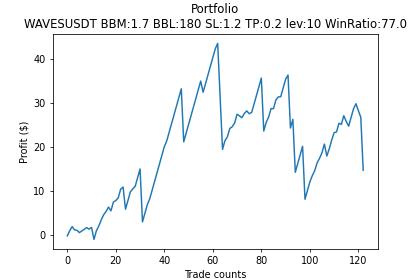 Portfolio
WAVESUSDT BBM:1.7 BBL:180 SL:1.2 TP:0.2 lev:10 WinRatio:77.0
Profit ($)
40
30
20
10
0
0 20 40 60 80 100 120
Trade counts